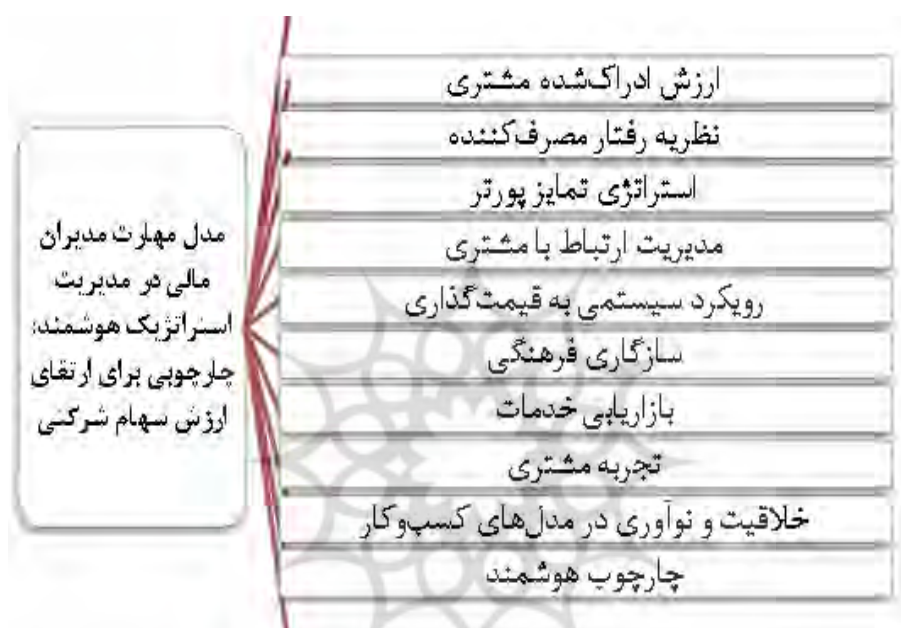 ارزش ادراک‌شده مشتری
نظریه رفتار مصرف‌کننده
استراتژی تمایز پورتر
مدیریت ارتباط با مشتری
رویکرد سیستمی به قیمت‌گذاری
سازگاری فرهنگی
بازاریابی خدمات
تجربه مشتری
خلاقیت و نوآوری در مدل‌های کسب‌وکار
چارچوب هوشمند
مدل مهارت مدیران
مالی در مدیریت
استراتژیک هوشمند:
چارچوبی برای ارتقای
ارزش سهام شرکتی